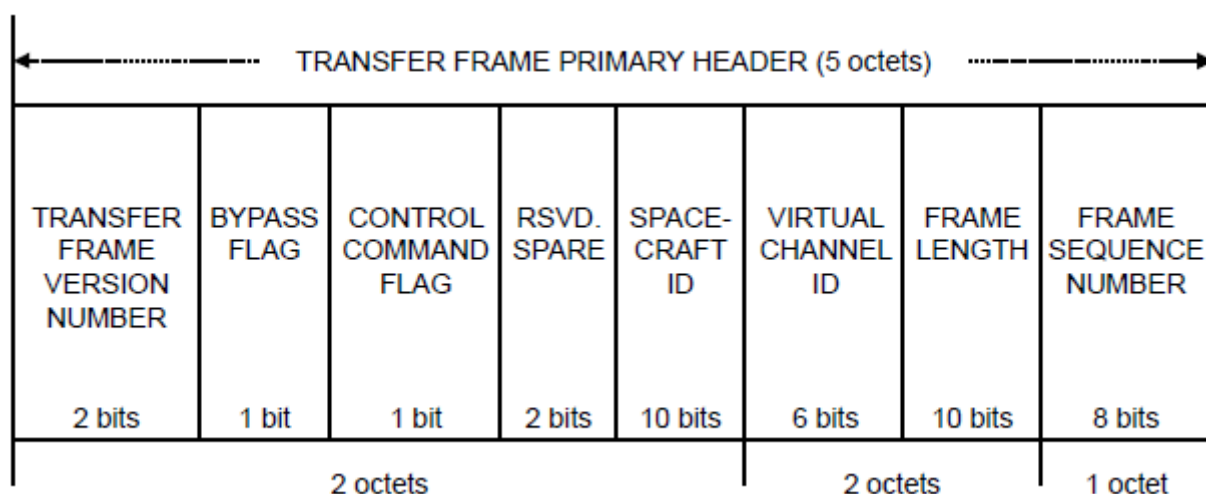 TRANSFER FRAME PRIMARY HEADER (5 octets)
TRANSFER
FRAME
VERSION
NUMBER
2 bits
BYPASS
FLAG
1 bit
CONTROL
COMMAND
FLAG
1 bit
RSVD.
SPARE
2 bits
SPACE-
CRAFT
ID
10 bits
VIRTUAL
CHANNEL
ID
6 bits
FRAME
LENGTH
10 bits
FRAME
SEQUENCE
NUMBER
8 bits
2 octets
2 octets
1 octet